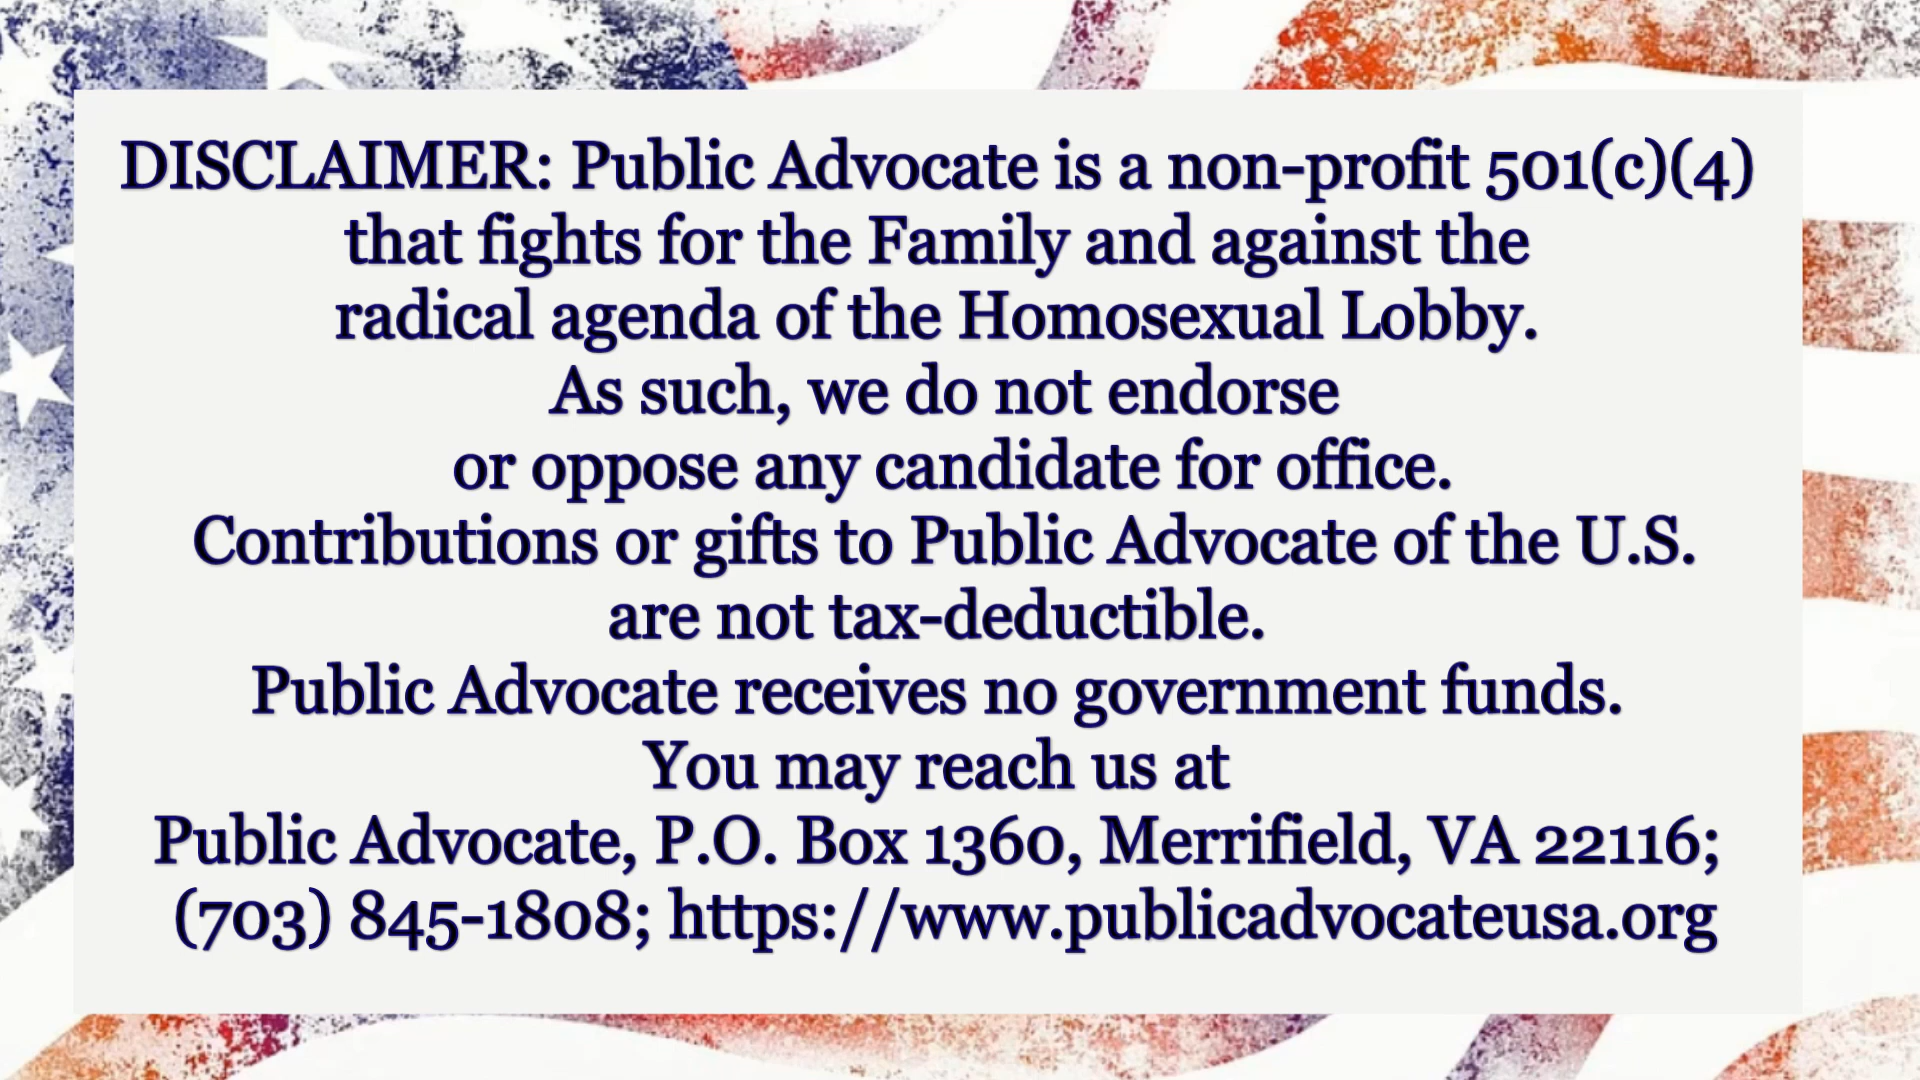 DISCLAIMER: Public Advocate is a non-profit 501(c)(4)
that fights for the Family and against the
radical agenda of the Homosexual Lobby.
As such, we do not endorse
or oppose any candidate for office.
Contributions or gifts to Public Advocate of the U.S.
are not tax-deductible.
Public Advocate receives no government funds.
You may reach us at
Public Advocate, P.O. Box 1360, Merrifield, VA 22116;
(703) 845-1808; https://www.publicadvocateusa.org